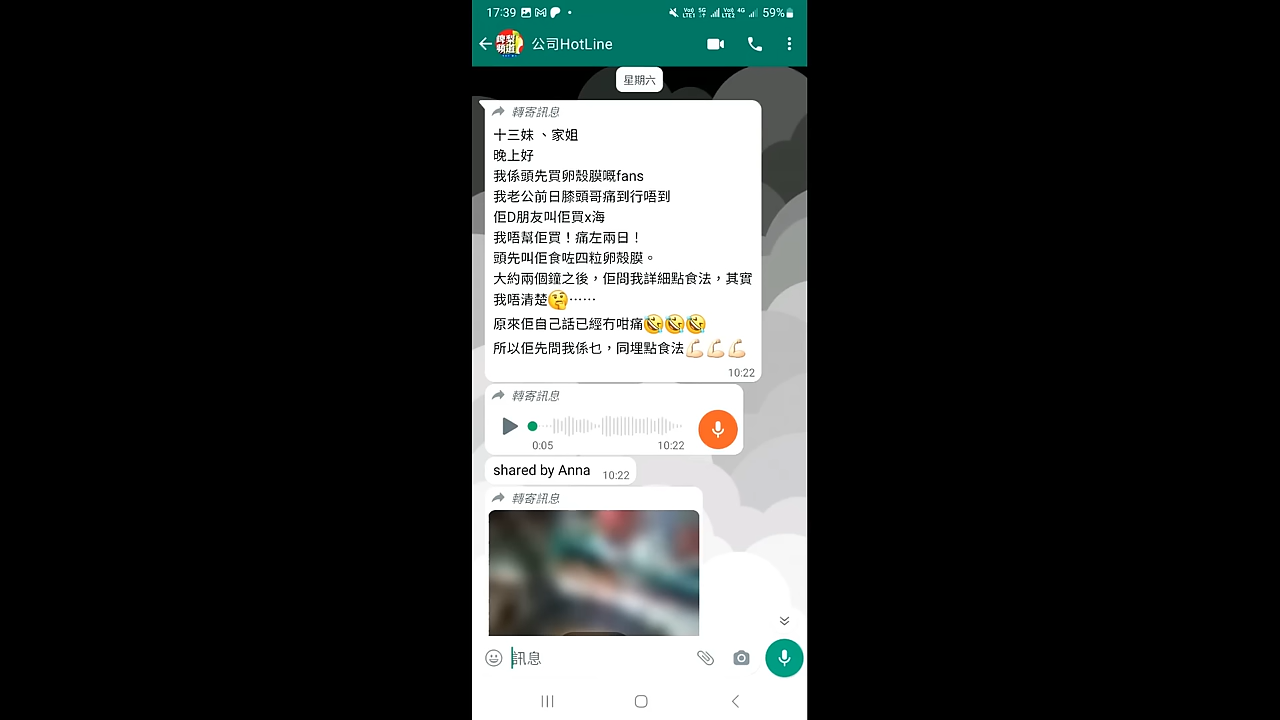 17:39
59%
公司HotLine
星期六
轉寄訊息
十三妹 、家姐
晚上好
我係頭先買卵殼膜嘅fans
我老公前日膝頭哥痛到行唔到
佢D朋友叫佢買x海
我唔幫佢買！痛左兩日！
頭先叫佢食咗四粒卵殼膜。
大約兩個鐘之後，佢問我詳細點食法，其實
我唔清楚🤔⋯⋯
原來佢自己話已經冇咁痛🤣🤣🤣
所以佢先問我係乜，同埋點食法💪🏻💪🏻💪🏻
10:22
轉寄訊息
0:05
10:22
shared by Anna 10:22
轉寄訊息
訊息